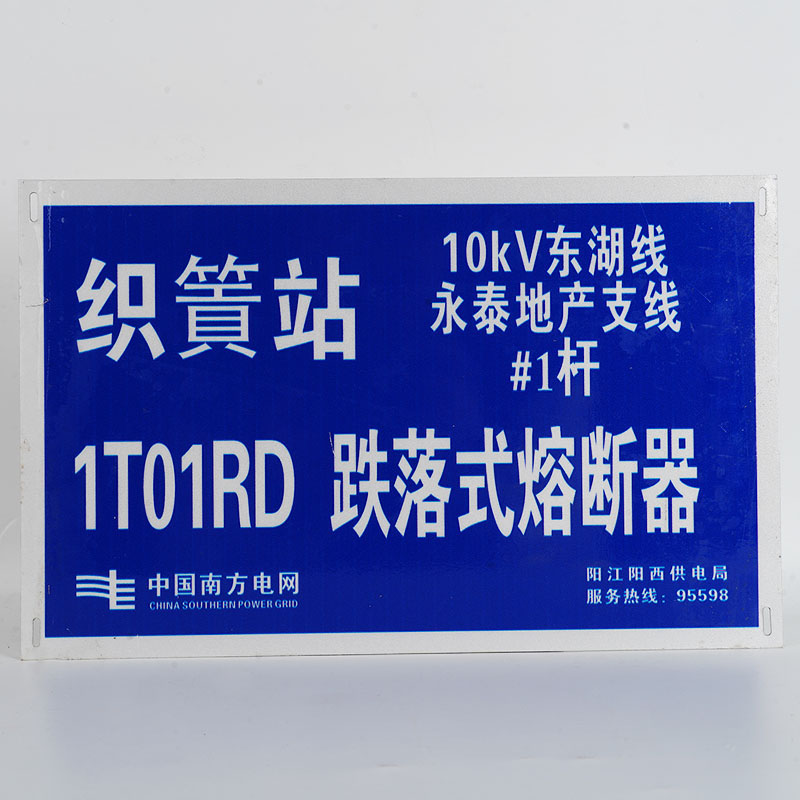 织篢站
10kV东湖线
永泰地产支线
#1杆
1T01RD 跌落式熔断器
中国南方电网
CHINA SOUTHERN POWER GRID
阳江阳西供电局
服务热线：95598